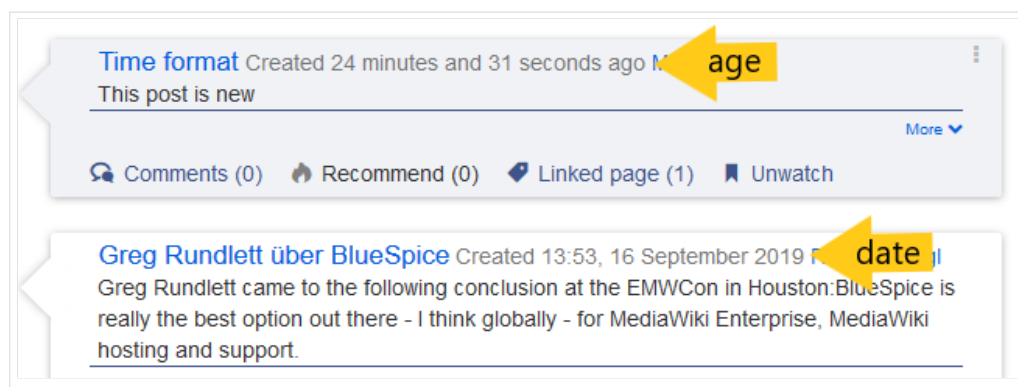 Time format Created 24 minutes and 31 seconds ago
age
This post is new
More
Comments (0) Recommend (0) Linked page (1) Unwatch
Greg Rundlett über BlueSpice Created 13:53, 16 September 2019
date
Greg Rundlett came to the following conclusion at the EMWCon in Houston:BlueSpice is
really the best option out there - I think globally - for MediaWiki Enterprise, MediaWiki
hosting and support.